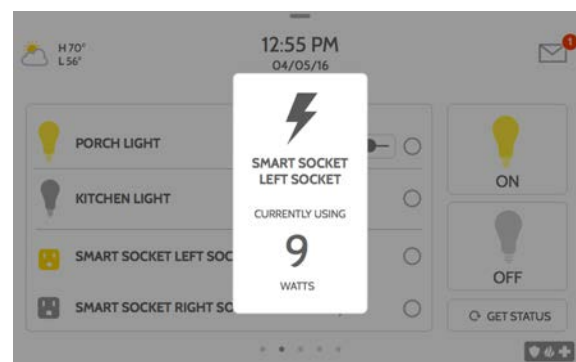 H 70°
L 56°
12:55 PM
04/05/16
1
PORCH LIGHT
KITCHEN LIGHT
SMART SOCKET LEFT SOC
SMART SOCKET RIGHT SO
SMART SOCKET
LEFT SOCKET
CURRENTLY USING
9
WATTS
ON
OFF
GET STATUS